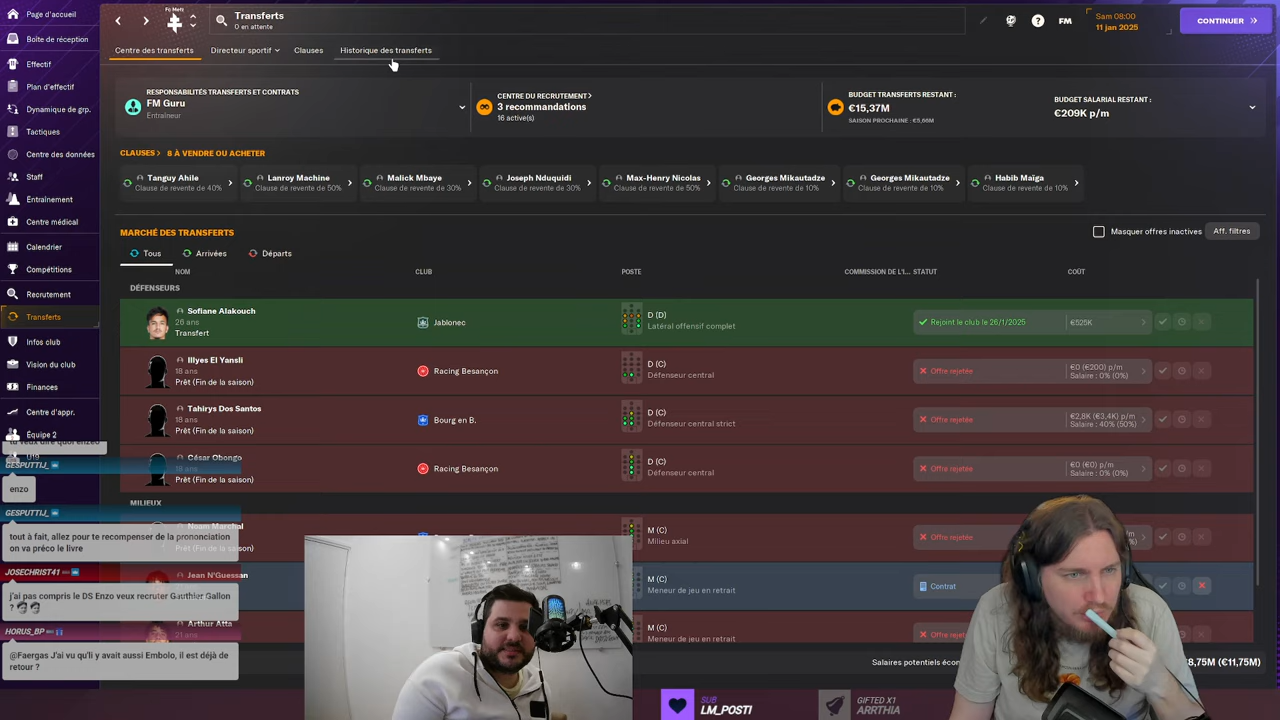 Page d'accueil
Boîte de réception
Effectif
Plan d'effectif
Dynamique de grp.
Tactiques
Centre des données
Staff
Entraînement
Centre médical
Calendrier
Compétitions
Recrutement
Transferts
Infos club
Vision du club
Finances
Centre d'appr.
Équipe 2
U19
Fc Metz
Transferts
0 en attente
FM
Sam 08:00
11 jan 2025
CONTINUER
Centre des transferts
Directeur sportif
Clauses
Historique des transferts
RESPONSABILITÉS TRANSFERTS ET CONTRATS
FM Guru
Entraîneur
CENTRE DU RECRUTEMENT >
3 recommandations
16 active(s)
BUDGET TRANSFERTS RESTANT :
€15,37M
SAISON PROCHAINE : €5,66M
BUDGET SALARIAL RESTANT :
€209K p/m
CLAUSES > 8 À VENDRE OU ACHETER
Tanguy Ahile
Clause de revente de 40%
Lanroy Machine
Clause de revente de 50%
Malick Mbaye
Clause de revente de 30%
Joseph Nduquidi
Clause de revente de 30%
Max-Henry Nicolas
Clause de revente de 50%
Georges Mikautadze
Clause de revente de 10%
Georges Mikautadze
Clause de revente de 10%
Habib Maïga
Clause de revente de 10%
MARCHÉ DES TRANSFERTS
Masquer offres inactives
Aff. filtres
Tous
Arrivées
Départs
NOM CLUB POSTE COMMISSION DE L'I... STATUT COÛT
DÉFENSEURS
Sofiane Alakouch
26 ans
Transfert
Jablonec
D (D)
Latéral offensif complet
Rejoint le club le 26/1/2025
€525K
Illyes El Yansli
18 ans
Prêt (Fin de la saison)
Racing Besançon
D (C)
Défenseur central
Offre rejetée
€0 (€200) p/m
Salaire : 0% (0%)
Tahirys Dos Santos
18 ans
Prêt (Fin de la saison)
Bourg en B.
D (C)
Défenseur central strict
Offre rejetée
€2,8K (€3,4K) p/m
Salaire : 40% (50%)
César Obongo
Prêt (Fin de la saison)
Racing Besançon
D (C)
Défenseur central
Offre rejetée
€0 (€0) p/m
Salaire : 0% (0%)
MILIEUX
Noam Marchal
Prêt (Fin de la saison)
M (C)
Milieu axial
Offre rejetée
Jean N'Guessan
M (C)
Meneur de jeu en retrait
Contrat
Arthur Atta
21 ans
M (C)
Meneur de jeu en retrait
Offre rejetée
Salaires potentiels écon
8,75M (€11,75M)
GESPUTTIJ_
enzo
GESPUTTIJ_
tout à fait, allez pour te recompenser de la prononciation
on va préco le livre
JOSECHRIST41
j'ai pas compris le DS Enzo veux recruter Gauthier Gallon
?
HORUS_BP
@Faergas J'ai vu qu'il y avait aussi Embolo, il est déjà de
retour ?
SUB
LM_POSTI
GIFTED X1
ARRTHIA